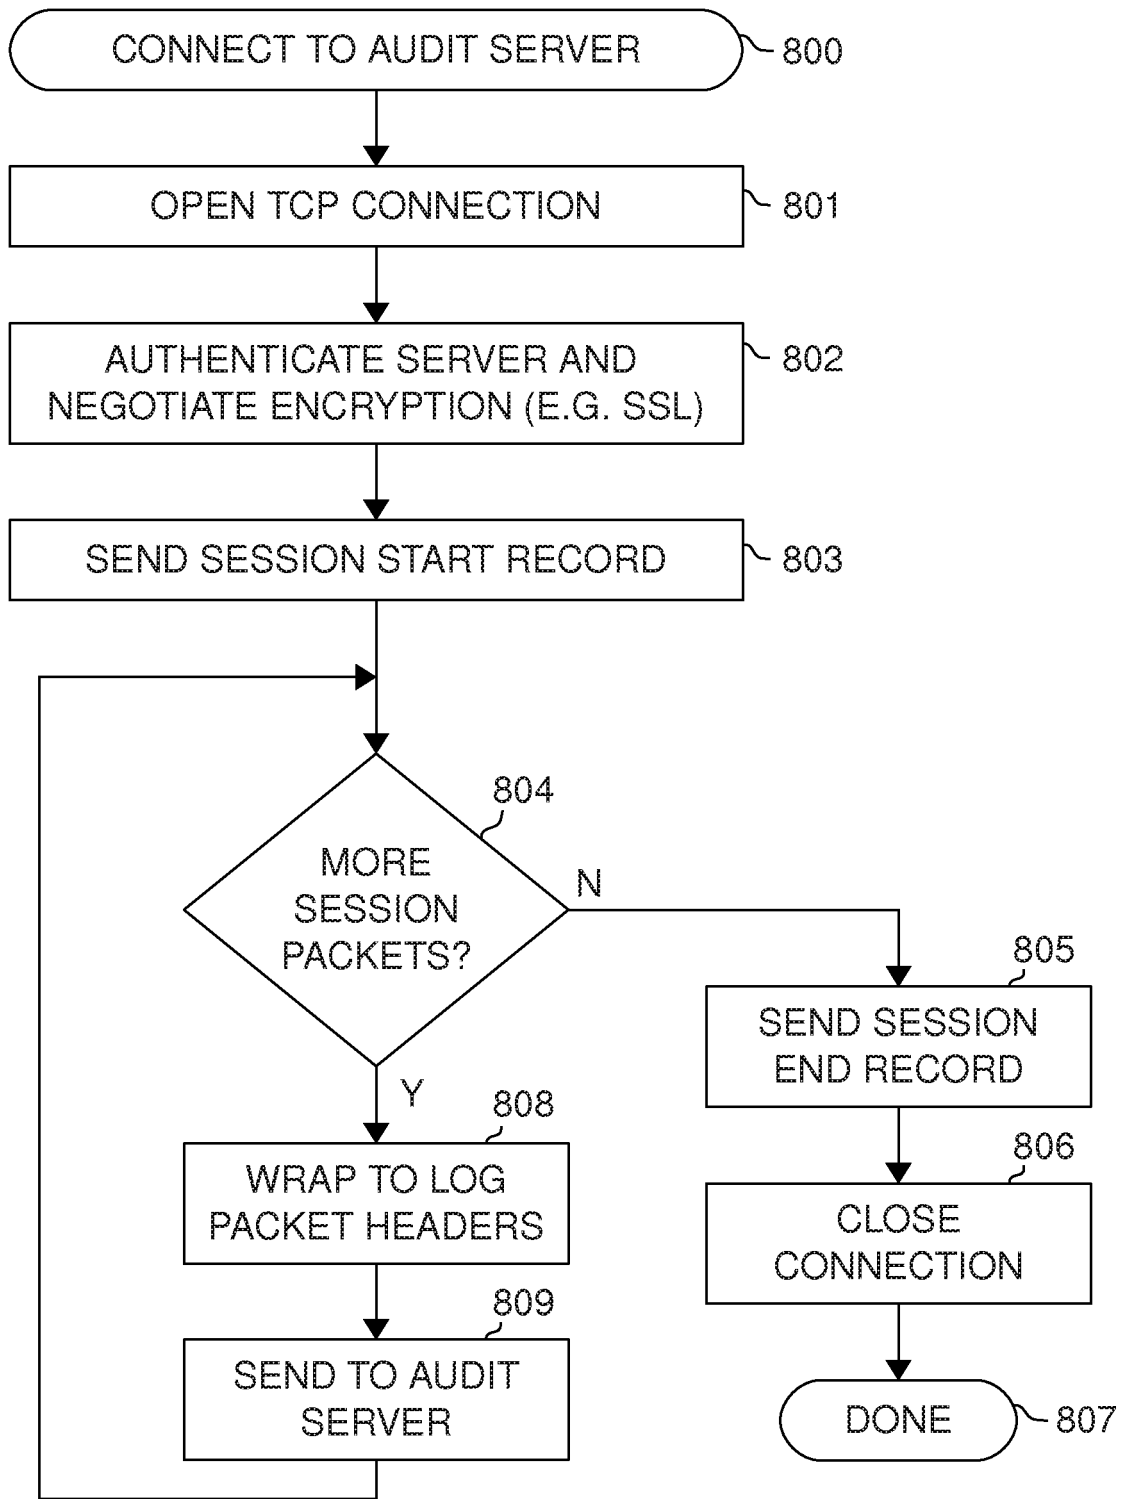 CONNECT TO AUDIT SERVER
800
OPEN TCP CONNECTION
801
AUTHENTICATE SERVER AND
NEGOTIATE ENCRYPTION (E.G. SSL)
802
SEND SESSION START RECORD
803
804
MORE
SESSION
PACKETS?
N
Y
805
SEND SESSION
END RECORD
806
CLOSE
CONNECTION
DONE
807
808
WRAP TO LOG
PACKET HEADERS
809
SEND TO AUDIT
SERVER